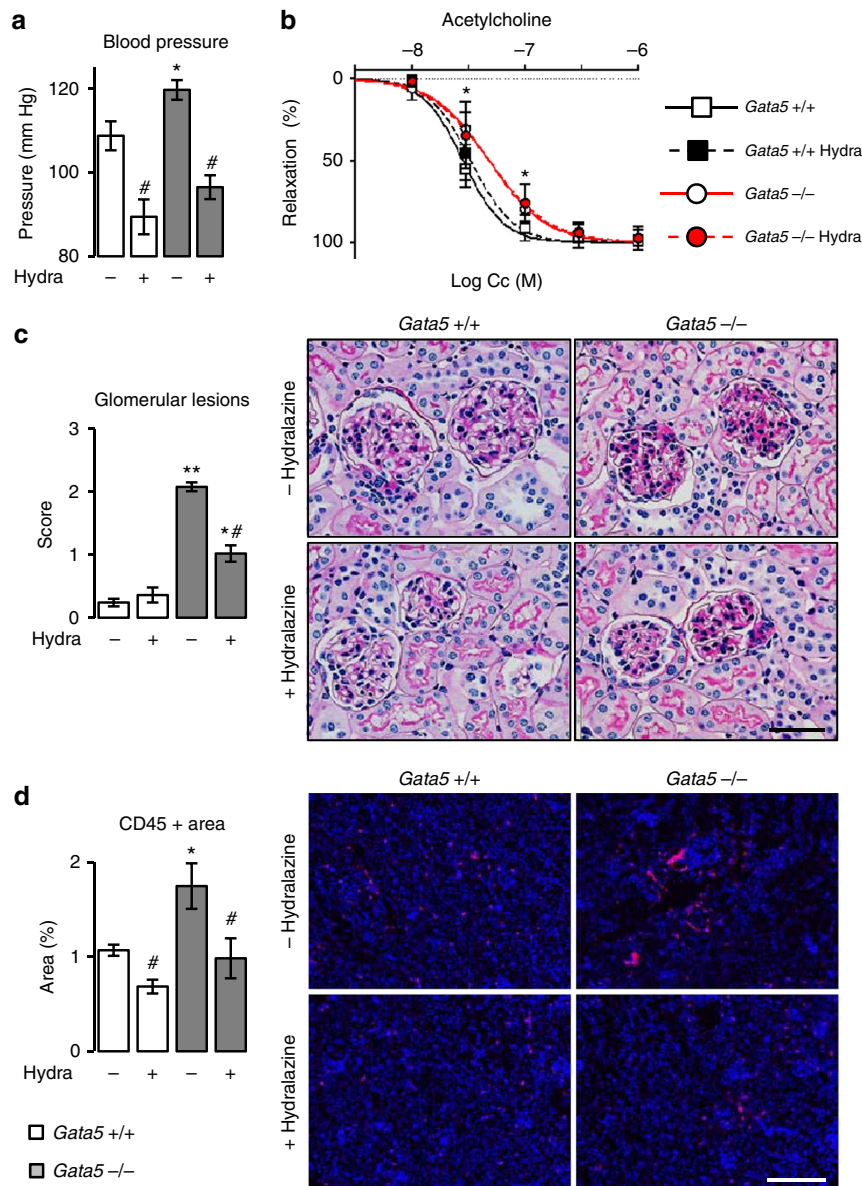 a
Blood pressure
Pressure (mm Hg)
120
100
80
*
#
#
Hydra – + – +
b
Acetylcholine
–8 –7 –6
Relaxation (%)
0
50
100
*
*
Log Cc (M)
Gata5 +/+
Gata5 +/+ Hydra
Gata5 –/–
Gata5 –/– Hydra
c
Glomerular lesions
Score
3
2
1
0
**
*#
Hydra – + – +
Gata5 +/+ Gata5 –/–
– Hydralazine
+ Hydralazine
d
CD45 + area
Area (%)
2
1
0
*
#
#
Hydra – + – +
Gata5 +/+
Gata5 –/–
Gata5 +/+ Gata5 –/–
– Hydralazine
+ Hydralazine